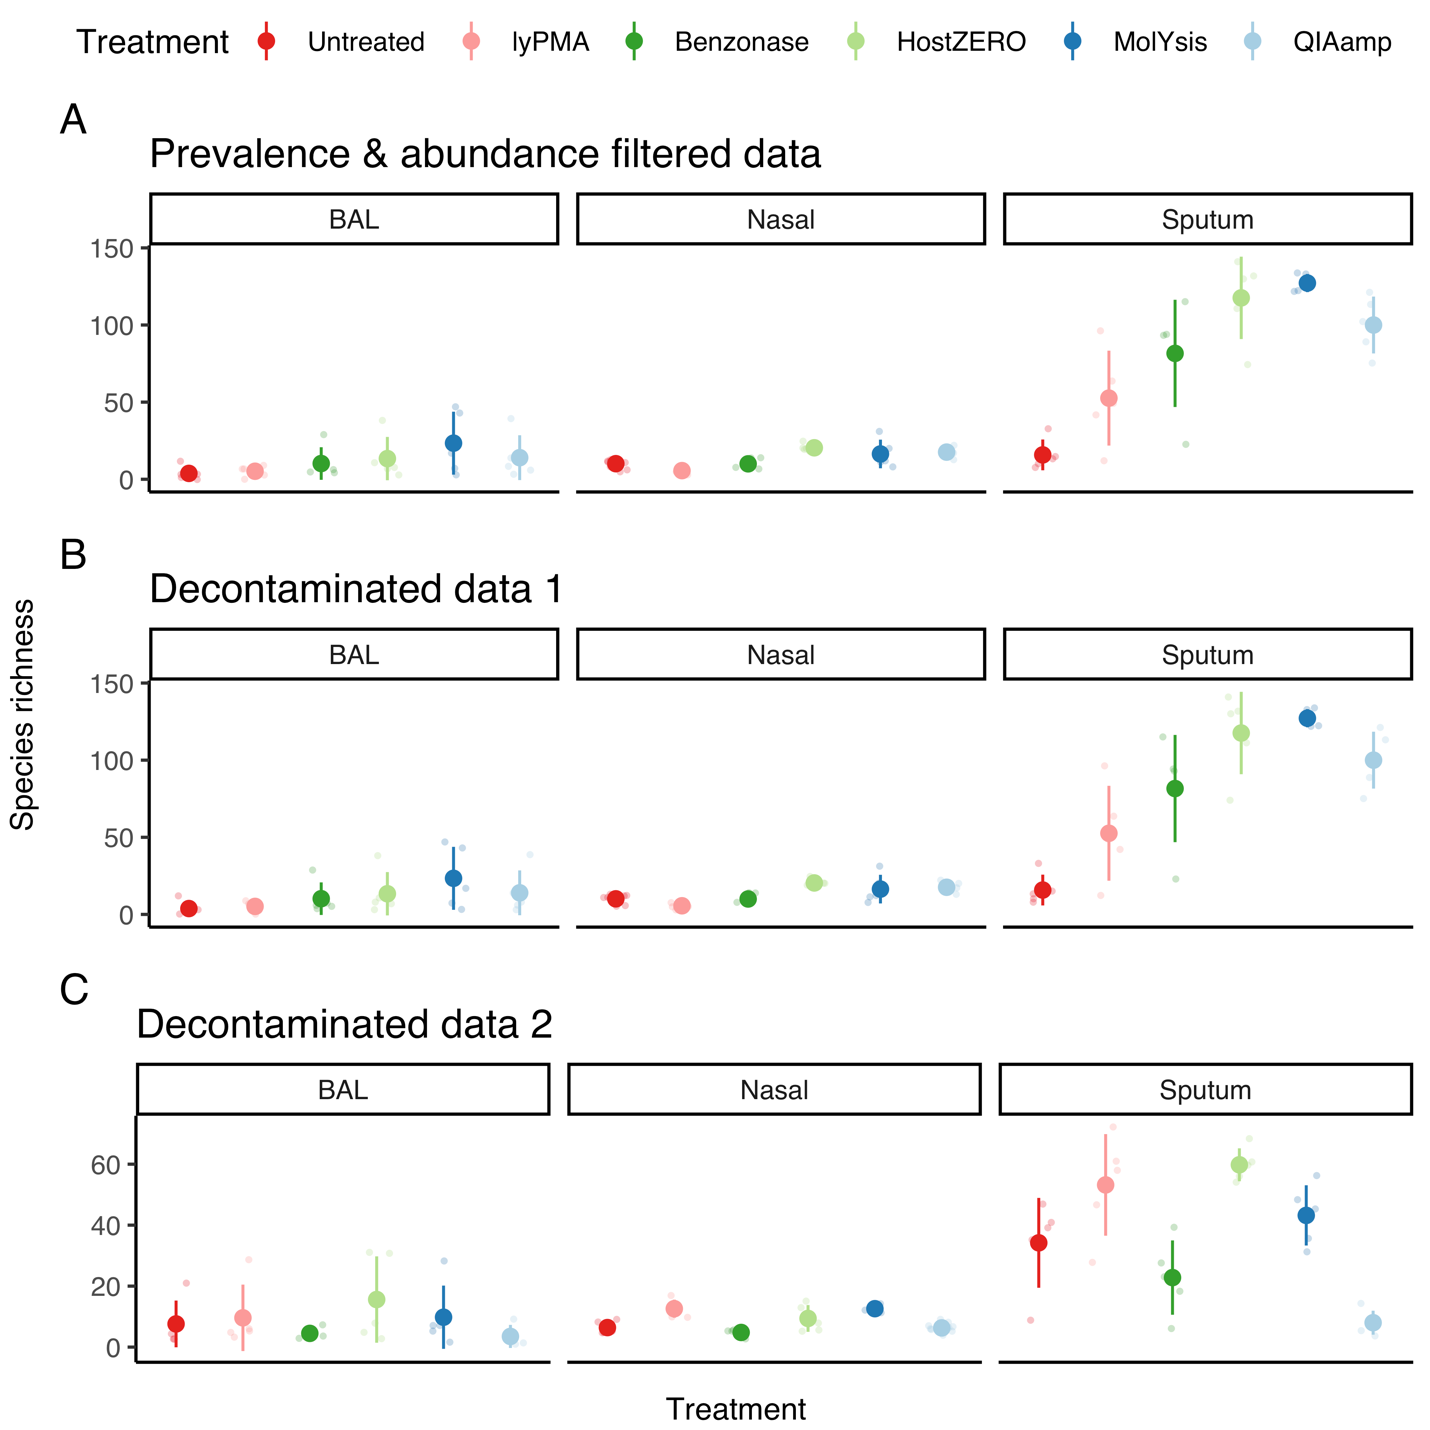 Treatment Untreated lyPMA Benzonase HostZERO MolYsis QIAamp
A
Prevalence & abundance filtered data
BAL Nasal Sputum
150
100
50
0
B
Decontaminated data 1
BAL Nasal Sputum
150
100
50
0
Species richness
C
Decontaminated data 2
BAL Nasal Sputum
60
40
20
0
Treatment